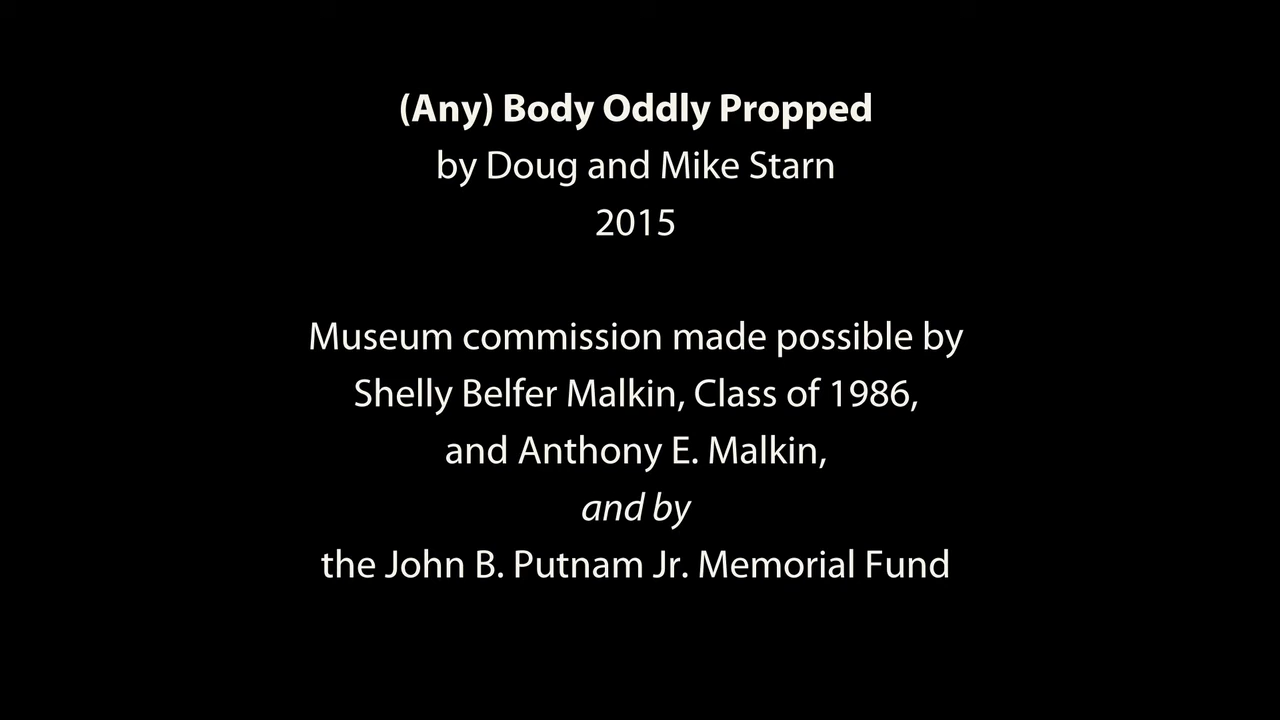 (Any) Body Oddly Propped
by Doug and Mike Starn
2015
Museum commission made possible by
Shelly Belfer Malkin, Class of 1986,
and Anthony E. Malkin,
and by
the John B. Putnam Jr. Memorial Fund